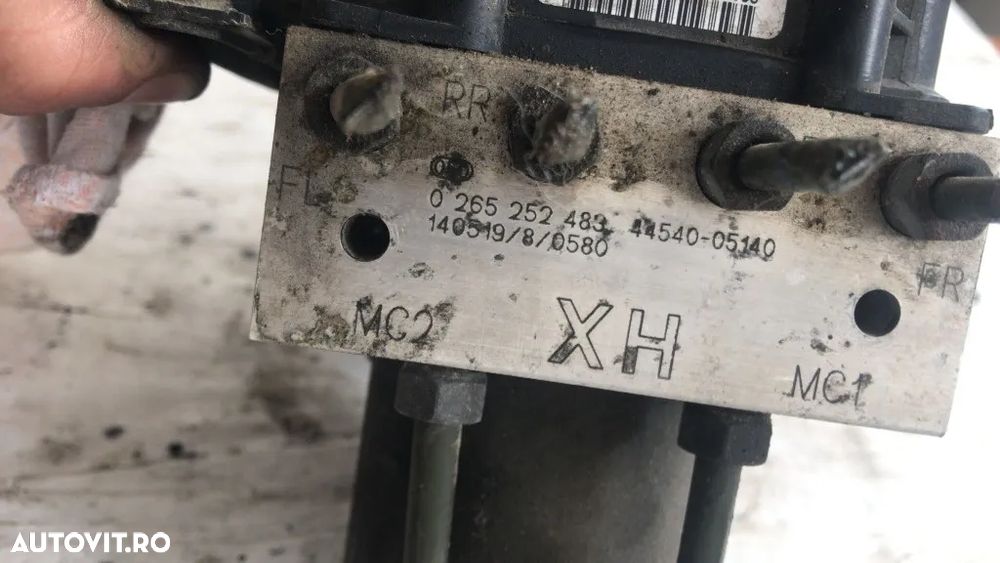 RR
FL
0 265 252 483 44540-05140
140519/8/0580
FR
MC2
XH
MC1
AUTOVIT.RO